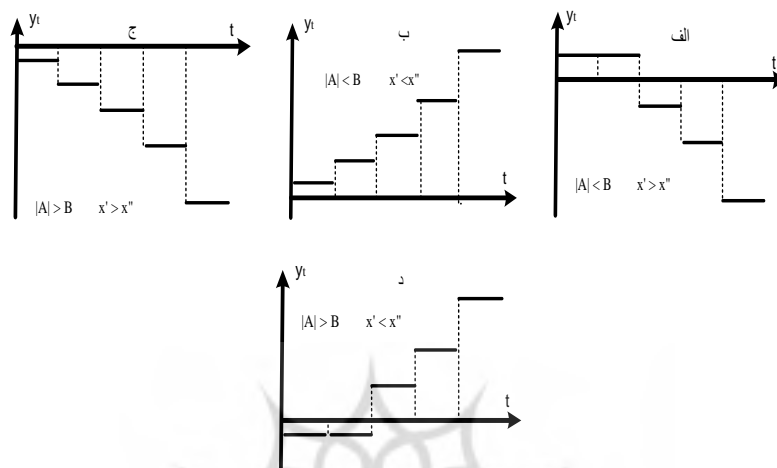 yt
ج
t
|A| > B x' > x"
yt
ب
|A| < B x' < x"
t
yt
الف
t
|A| < B x' > x"
yt
د
|A| > B x' < x"
t